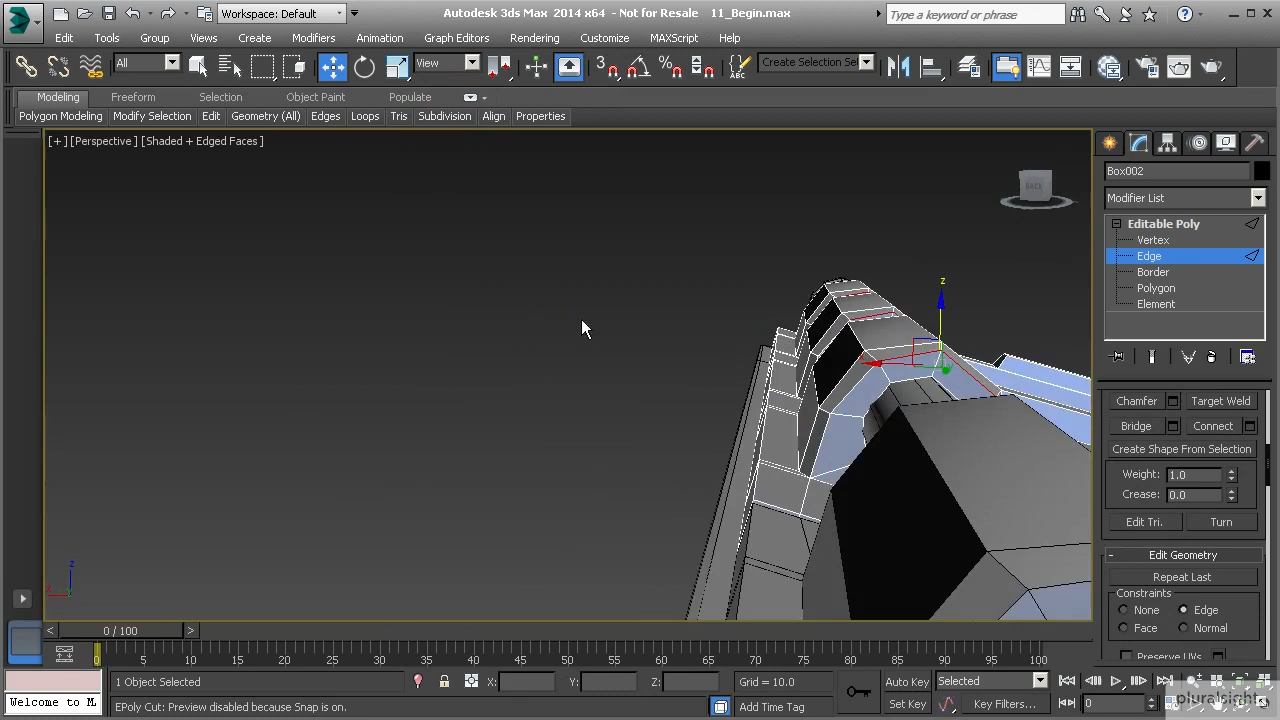 Workspace: Default
Autodesk 3ds Max 2014 x64 - Not for Resale 11_Begin.max
Type a keyword or phrase
Edit Tools Group Views Create Modifiers Animation Graph Editors Rendering Customize MAXScript Help
All
View
3
%
Create Selection Se
Modeling Freeform Selection Object Paint Populate
Polygon Modeling Modify Selection Edit Geometry (All) Edges Loops Tris Subdivision Align Properties
[+] [Perspective] [Shaded + Edged Faces]
BACK
z
z
x
Box002
Modifier List
Editable Poly
Vertex
Edge
Border
Polygon
Element
Chamfer Target Weld
Bridge Connect
Create Shape From Selection
Weight: 1.0
Crease: 0.0
Edit Tri. Turn
- Edit Geometry
Repeat Last
Constraints
None Edge
Face Normal
Preserve UVs
< 0 / 100 >
0 5 10 15 20 25 30 35 40 45 50 55 60 65 70 75 80 85 90 95 100
1 Object Selected X: Y: Z: Grid = 10.0 Auto Key Selected
Welcome to M EPoly Cut: Preview disabled because Snap is on. Add Time Tag Set Key Key Filters... 0
pluralsight